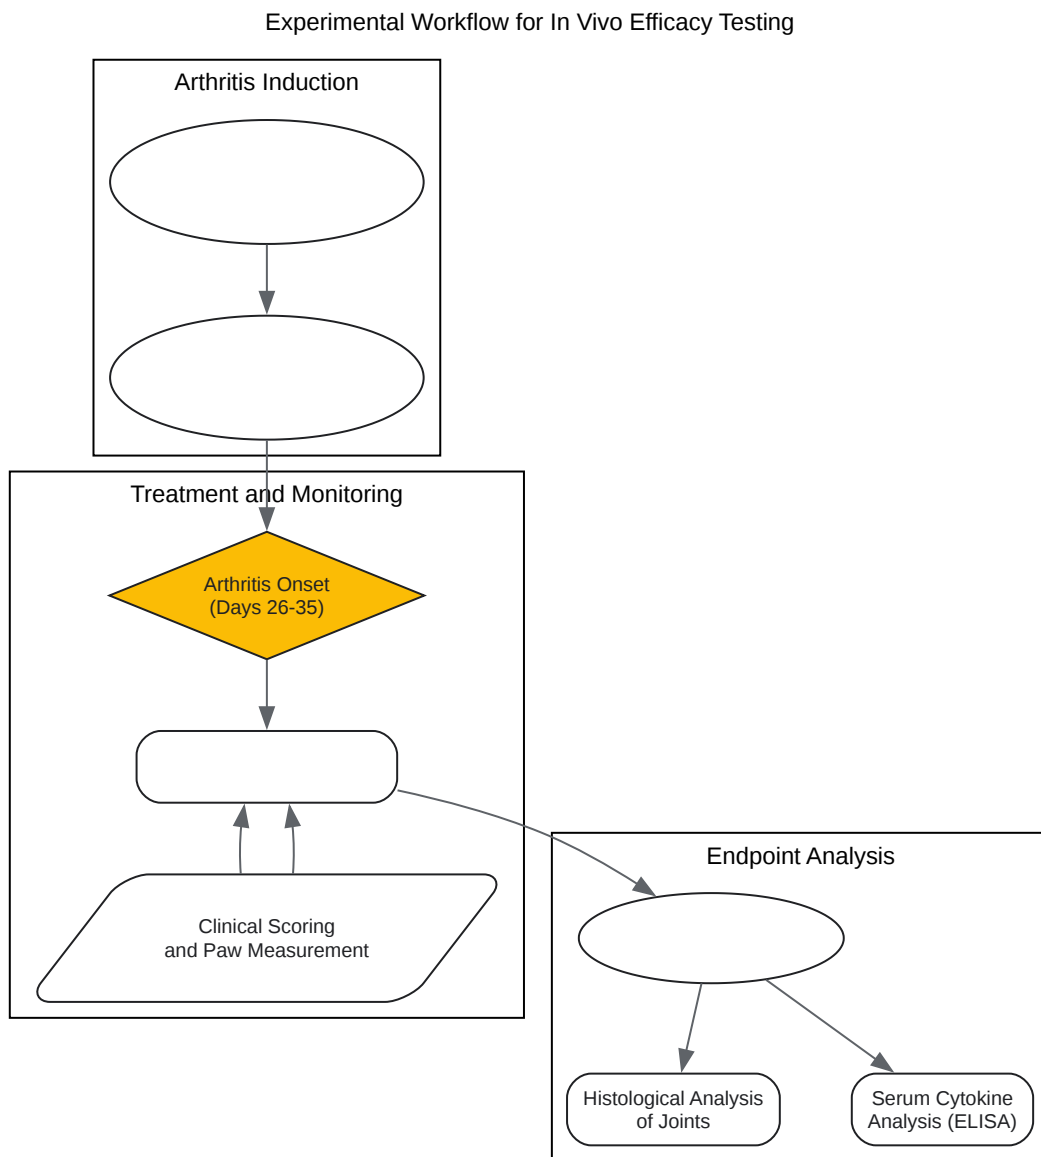 Experimental Workflow for In Vivo Efficacy Testing
Arthritis Induction
Treatment and Monitoring
Arthritis Onset
(Days 26-35)
Clinical Scoring
and Paw Measurement
Endpoint Analysis
Histological Analysis
of Joints
Serum Cytokine
Analysis (ELISA)